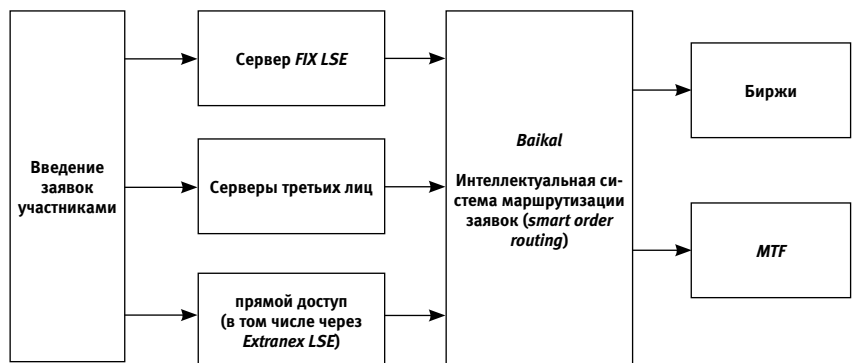 Введение
заявок
участниками
Сервер FIX LSE
Серверы третьих лиц
прямой доступ
(в том числе через
Extranex LSE)
Baikal
Интеллектуальная си-
стема маршрутизации
заявок (smart order
routing)
Биржи
MTF